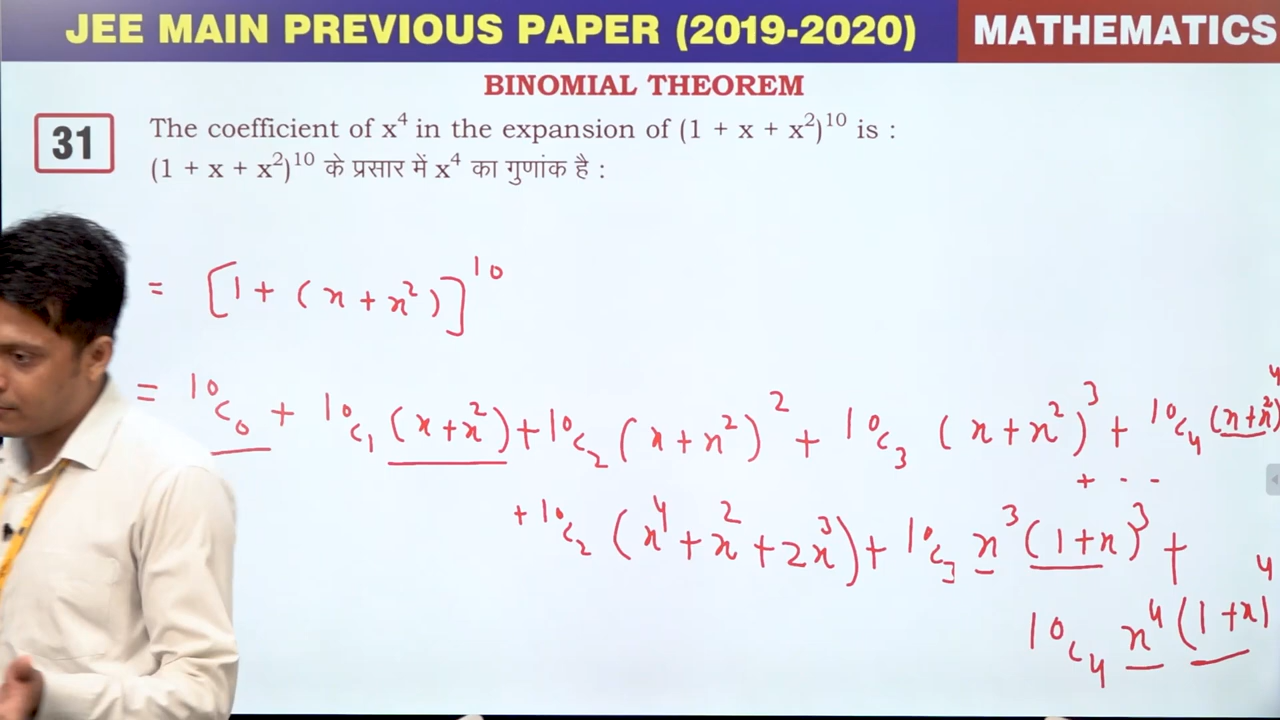 JEE MAIN PREVIOUS PAPER (2019-2020) MATHEMATICS
BINOMIAL THEOREM
31 The coefficient of x⁴ in the expansion of (1 + x + x²)¹⁰ is :
(1 + x + x²)¹⁰ के प्रसार में x⁴ का गुणांक है :
= [1 + (x + x²)]¹⁰
= ¹⁰C₀ + ¹⁰C₁ (x + x²) + ¹⁰C₂ (x + x²)² + ¹⁰C₃ (x + x²)³ + ¹⁰C₄ (x + x²)⁴
+ - -
+ ¹⁰C₂ (x⁴ + x² + 2x³) + ¹⁰C₃ x³ (1 + x)³ +
¹⁰C₄ x⁴ (1 + x)⁴